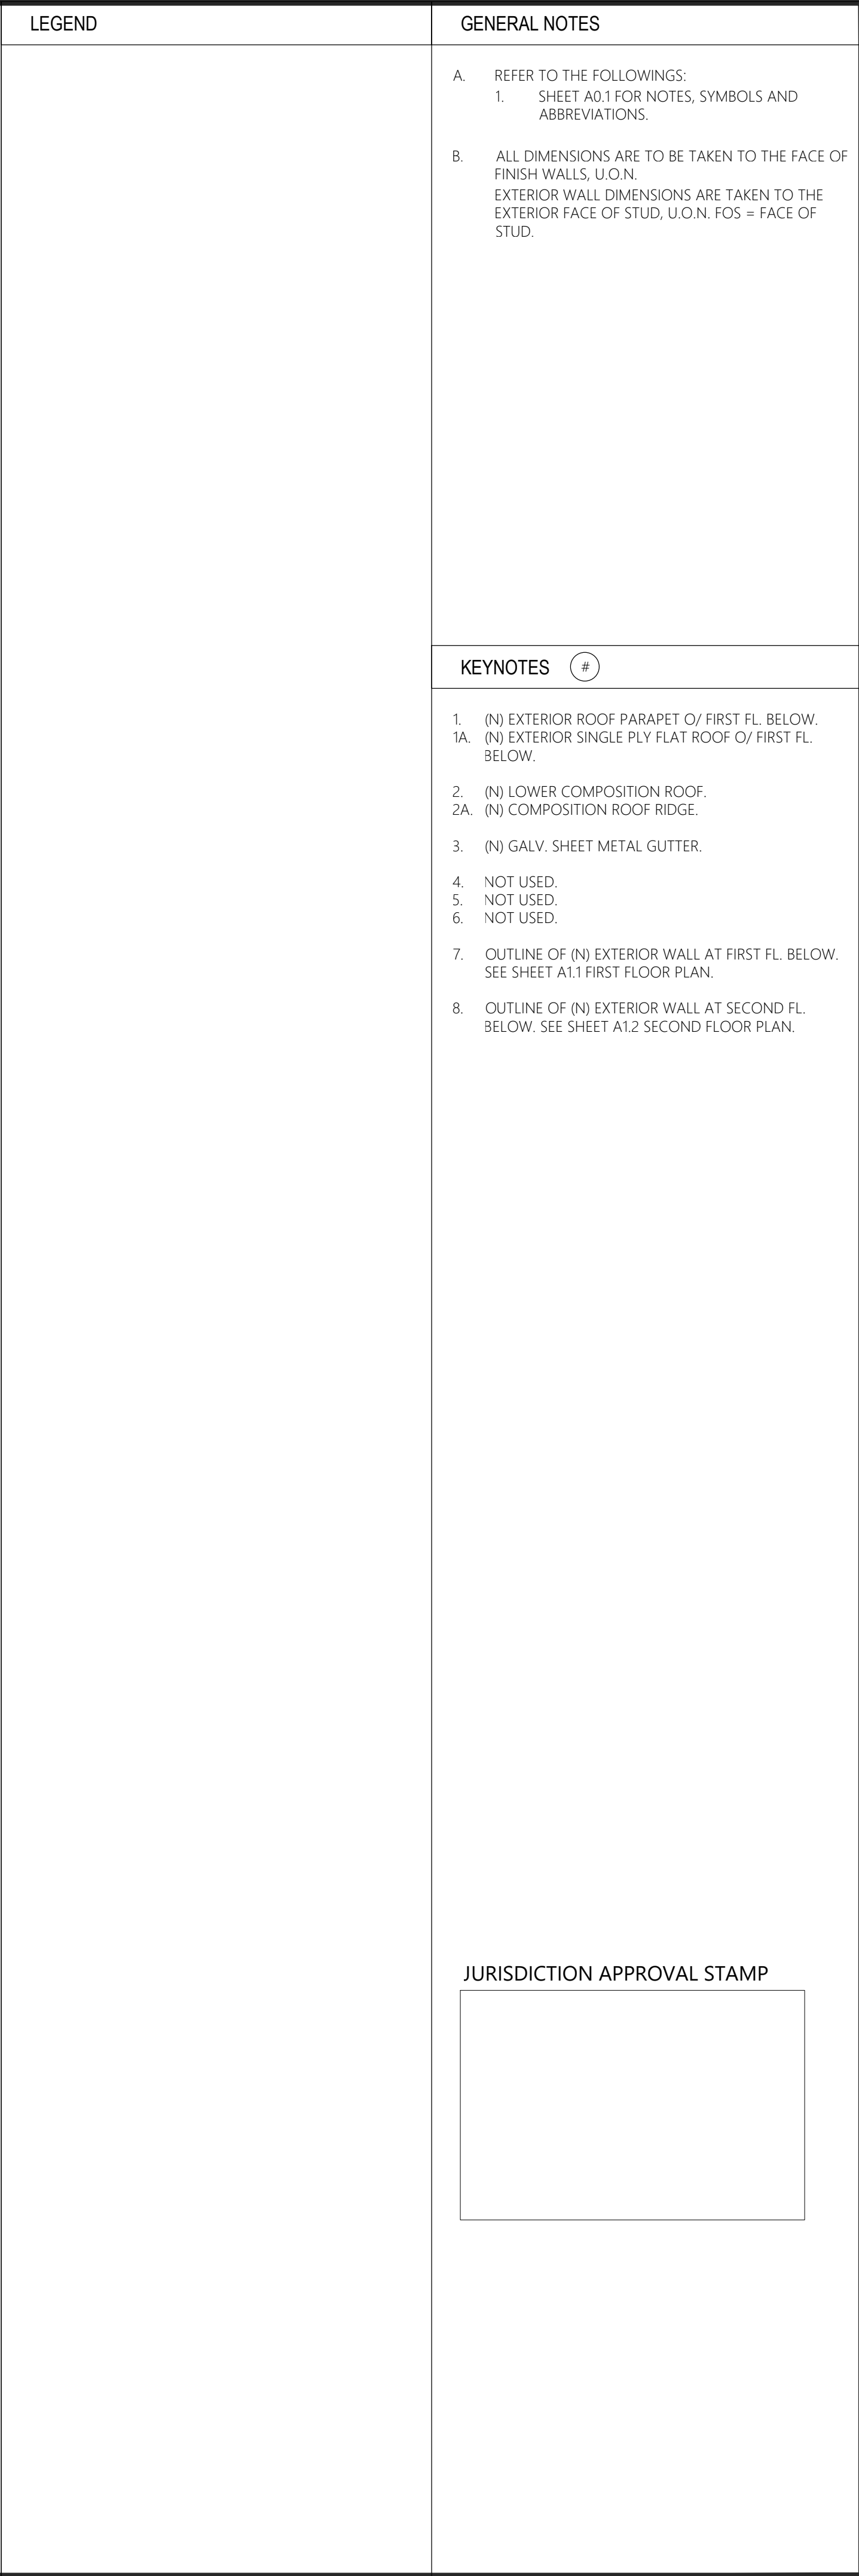 LEGEND
GENERAL NOTES
A. REFER TO THE FOLLOWINGS:
1. SHEET A0.1 FOR NOTES, SYMBOLS AND
ABBREVIATIONS.
B. ALL DIMENSIONS ARE TO BE TAKEN TO THE FACE OF
FINISH WALLS, U.O.N.
EXTERIOR WALL DIMENSIONS ARE TAKEN TO THE
EXTERIOR FACE OF STUD, U.O.N. FOS = FACE OF
STUD.
KEYNOTES #
1. (N) EXTERIOR ROOF PARAPET O/ FIRST FL. BELOW.
1A. (N) EXTERIOR SINGLE PLY FLAT ROOF O/ FIRST FL.
BELOW.
2. (N) LOWER COMPOSITION ROOF.
2A. (N) COMPOSITION ROOF RIDGE.
3. (N) GALV. SHEET METAL GUTTER.
4. NOT USED.
5. NOT USED.
6. NOT USED.
7. OUTLINE OF (N) EXTERIOR WALL AT FIRST FL. BELOW.
SEE SHEET A1.1 FIRST FLOOR PLAN.
8. OUTLINE OF (N) EXTERIOR WALL AT SECOND FL.
BELOW. SEE SHEET A1.2 SECOND FLOOR PLAN.
JURISDICTION APPROVAL STAMP